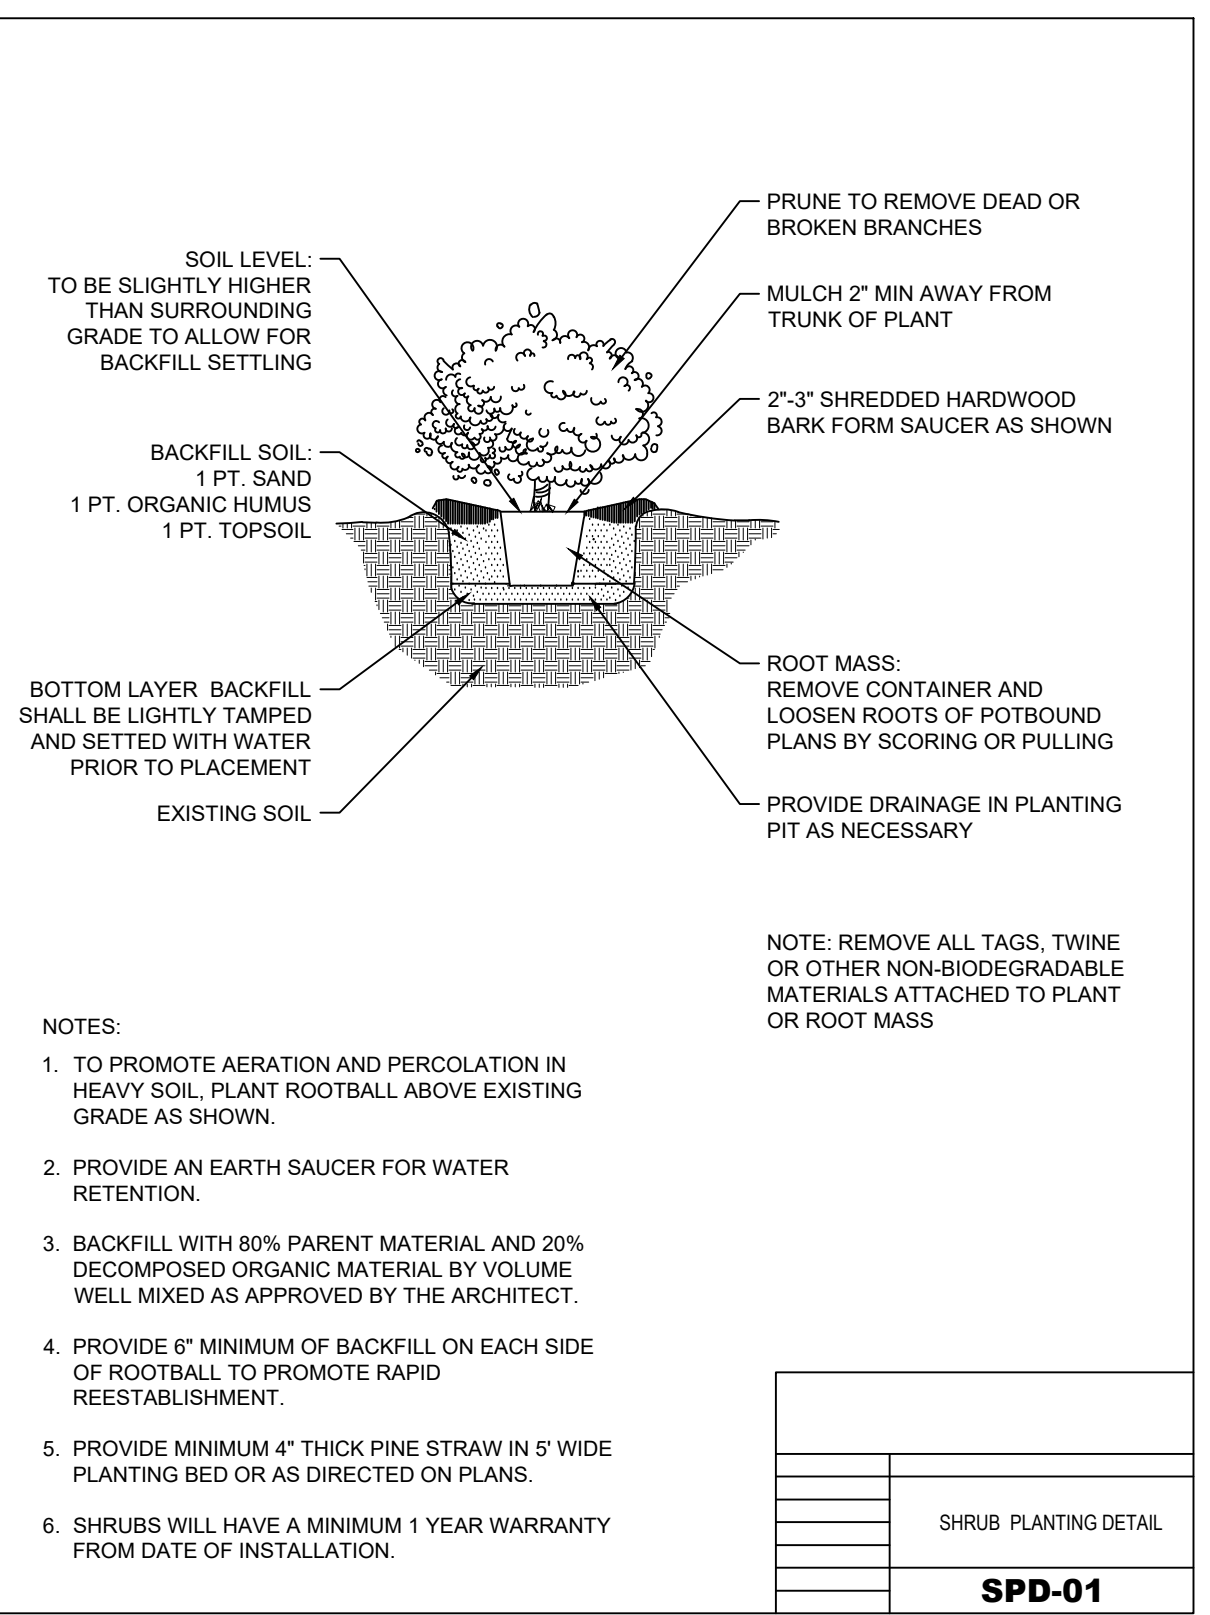 SOIL LEVEL:
TO BE SLIGHTLY HIGHER
THAN SURROUNDING
GRADE TO ALLOW FOR
BACKFILL SETTLING
BACKFILL SOIL:
1 PT. SAND
1 PT. ORGANIC HUMUS
1 PT. TOPSOIL
BOTTOM LAYER BACKFILL
SHALL BE LIGHTLY TAMPED
AND SETTED WITH WATER
PRIOR TO PLACEMENT
EXISTING SOIL
PRUNE TO REMOVE DEAD OR
BROKEN BRANCHES
MULCH 2" MIN AWAY FROM
TRUNK OF PLANT
2"-3" SHREDDED HARDWOOD
BARK FORM SAUCER AS SHOWN
ROOT MASS:
REMOVE CONTAINER AND
LOOSEN ROOTS OF POTBOUND
PLANS BY SCORING OR PULLING
PROVIDE DRAINAGE IN PLANTING
PIT AS NECESSARY
NOTE: REMOVE ALL TAGS, TWINE
OR OTHER NON-BIODEGRADABLE
MATERIALS ATTACHED TO PLANT
OR ROOT MASS
NOTES:
1. TO PROMOTE AERATION AND PERCOLATION IN
HEAVY SOIL, PLANT ROOTBALL ABOVE EXISTING
GRADE AS SHOWN.
2. PROVIDE AN EARTH SAUCER FOR WATER
RETENTION.
3. BACKFILL WITH 80% PARENT MATERIAL AND 20%
DECOMPOSED ORGANIC MATERIAL BY VOLUME
WELL MIXED AS APPROVED BY THE ARCHITECT.
4. PROVIDE 6" MINIMUM OF BACKFILL ON EACH SIDE
OF ROOTBALL TO PROMOTE RAPID
REESTABLISHMENT.
5. PROVIDE MINIMUM 4" THICK PINE STRAW IN 5' WIDE
PLANTING BED OR AS DIRECTED ON PLANS.
6. SHRUBS WILL HAVE A MINIMUM 1 YEAR WARRANTY
FROM DATE OF INSTALLATION.
SHRUB PLANTING DETAIL
SPD-01